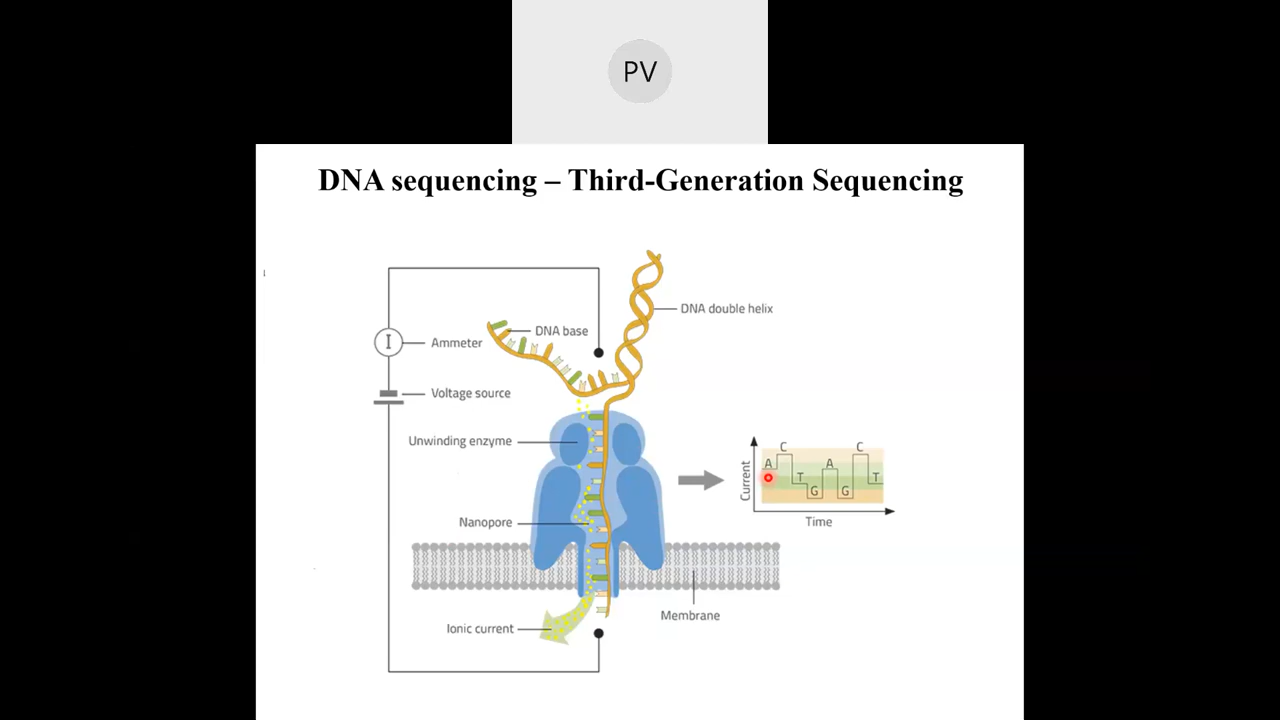 PV
DNA sequencing – Third-Generation Sequencing
DNA double helix
DNA base
I
Ammeter
Voltage source
Unwinding enzyme
Nanopore
Membrane
Ionic current
Current
A
C
T
G
A
G
C
T
Time